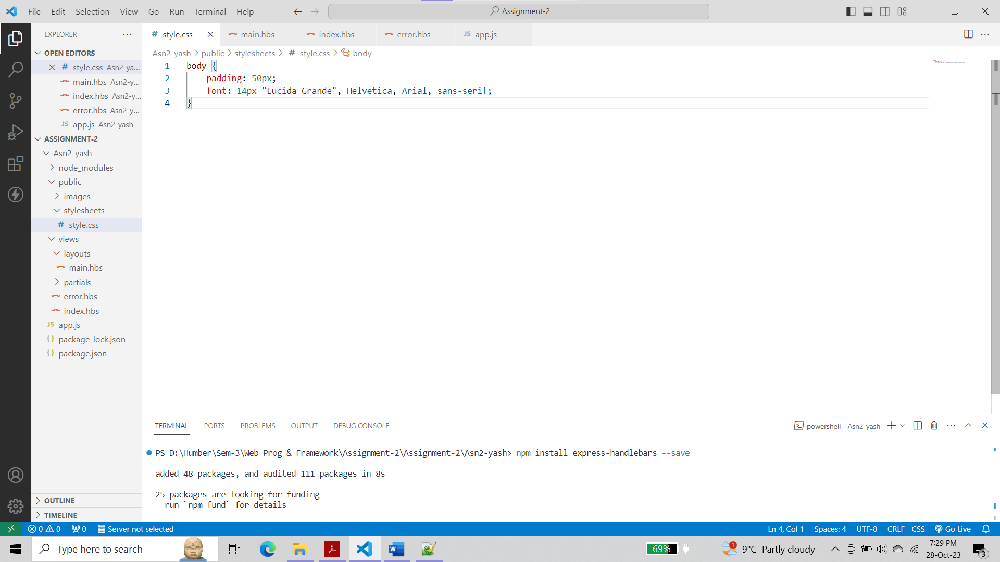 File Edit Selection View Go Run Terminal Help
Assignment-2
EXPLORER
OPEN EDITORS
style.css Asn2-ya...
main.hbs Asn2-y...
index.hbs Asn2-y...
error.hbs Asn2-y...
JS app.js Asn2-yash
ASSIGNMENT-2
Asn2-yash
node_modules
public
images
stylesheets
# style.css
views
layouts
main.hbs
partials
error.hbs
index.hbs
JS app.js
{} package-lock.json
{} package.json
OUTLINE
TIMELINE
# style.css main.hbs index.hbs error.hbs JS app.js
Asn2-yash > public > stylesheets > # style.css > body
1 body {
2 padding: 50px;
3 font: 14px "Lucida Grande", Helvetica, Arial, sans-serif;
4 }
TERMINAL PORTS PROBLEMS OUTPUT DEBUG CONSOLE
powershell - Asn2-yash
PS D:\Humber\Sem-3\Web Prog & Framework\Assignment-2\Assignment-2\Asn2-yash> npm install express-handlebars --save
added 48 packages, and audited 111 packages in 8s
25 packages are looking for funding
run `npm fund` for details
0 0 0 Server not selected
Ln 4, Col 1 Spaces: 4 UTF-8 CRLF CSS Go Live
Type here to search
69%
1
9°C Partly cloudy
7:29 PM
28-Oct-23
3